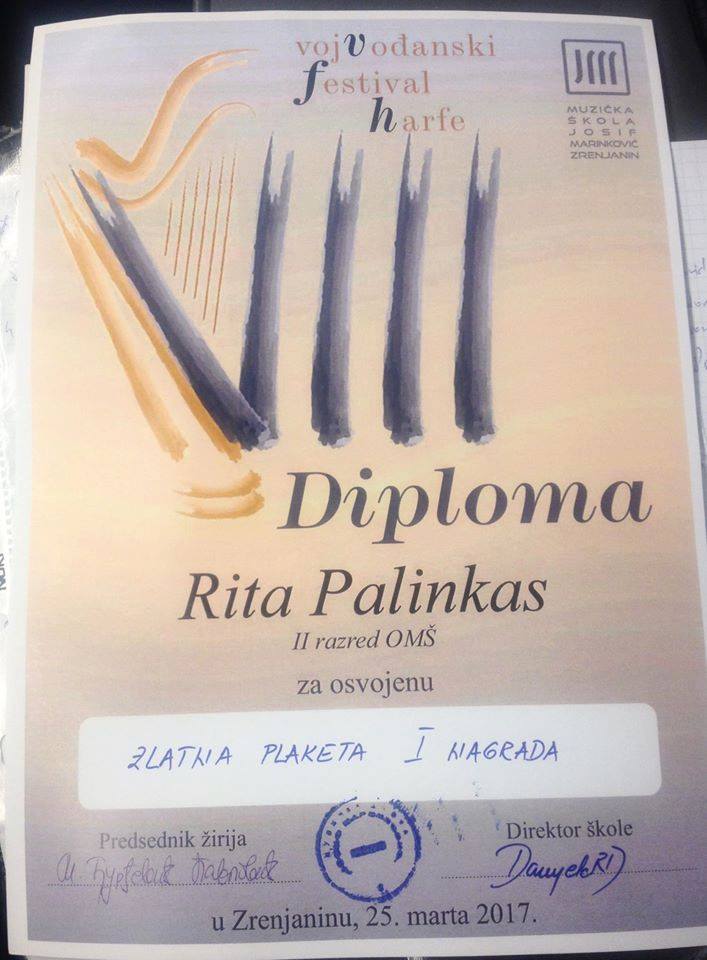 vojvođanski
festival
harfe
MUZIČKA
ŠKOLA
JOSIF
MARINKOVIĆ
ZRENJANIN
Diploma
Rita Palinkas
II razred OMŠ
za osvojenu
ZLATNA PLAKETA I NAGRADA
Predsednik žirija
Direktor škole
u Zrenjaninu, 25. marta 2017.